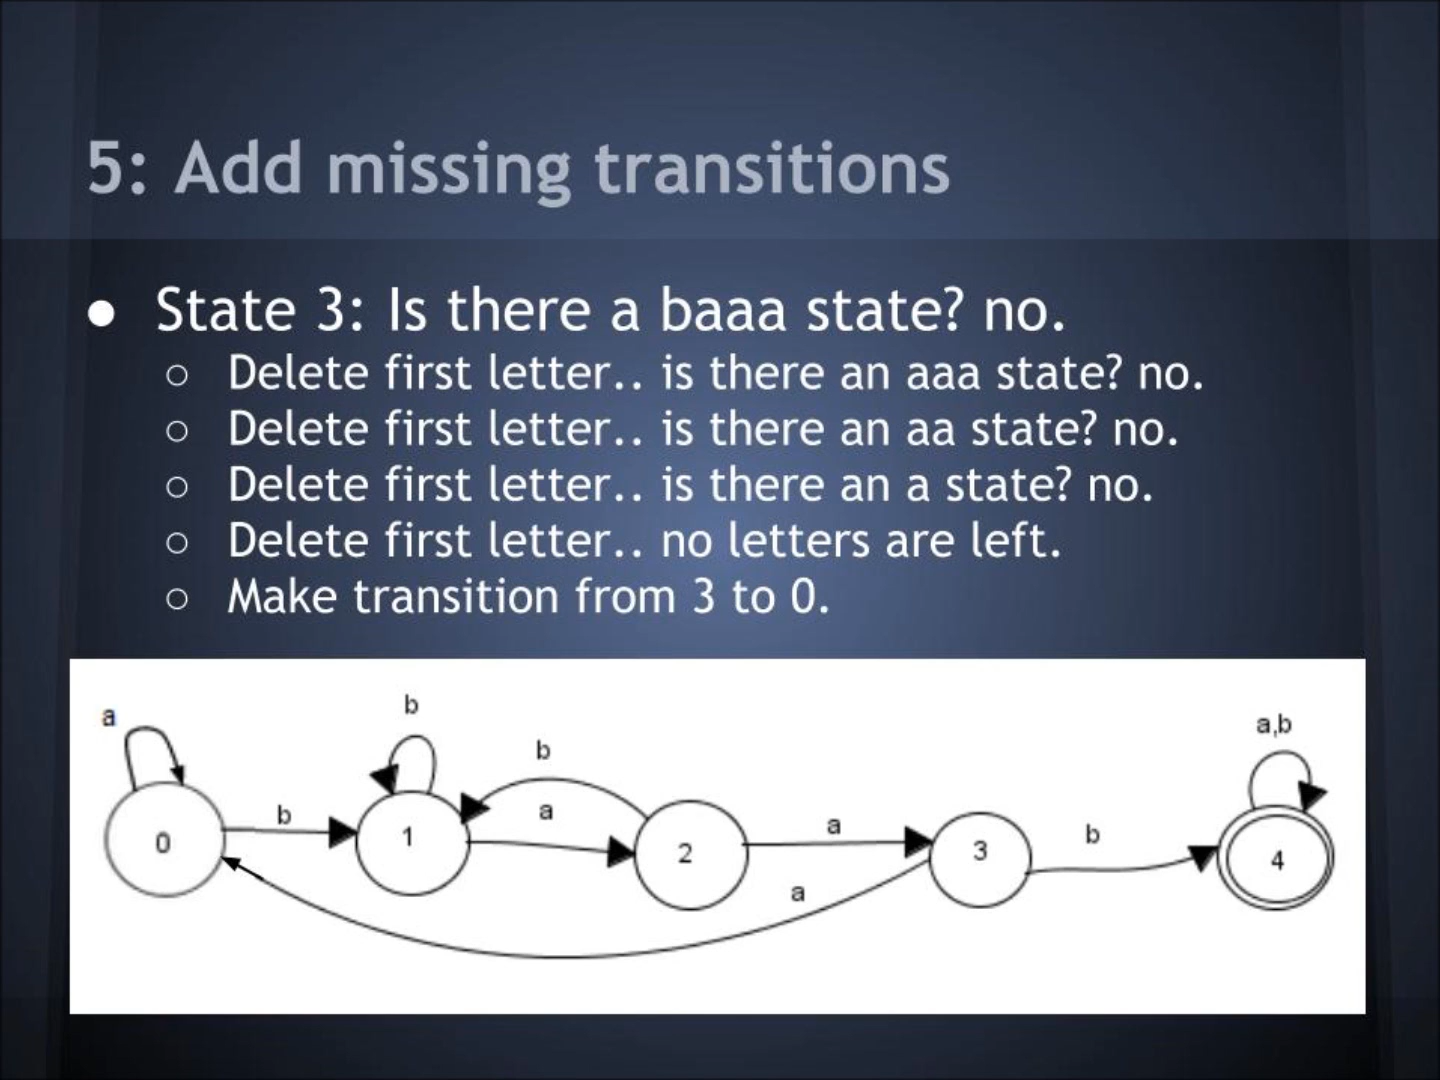 5: Add missing transitions
● State 3: Is there a baaa state? no.
○ Delete first letter.. is there an aaa state? no.
○ Delete first letter.. is there an aa state? no.
○ Delete first letter.. is there an a state? no.
○ Delete first letter.. no letters are left.
○ Make transition from 3 to 0.
a
b
b
a,b
b
a
a
b
0
1
2
3
4
a